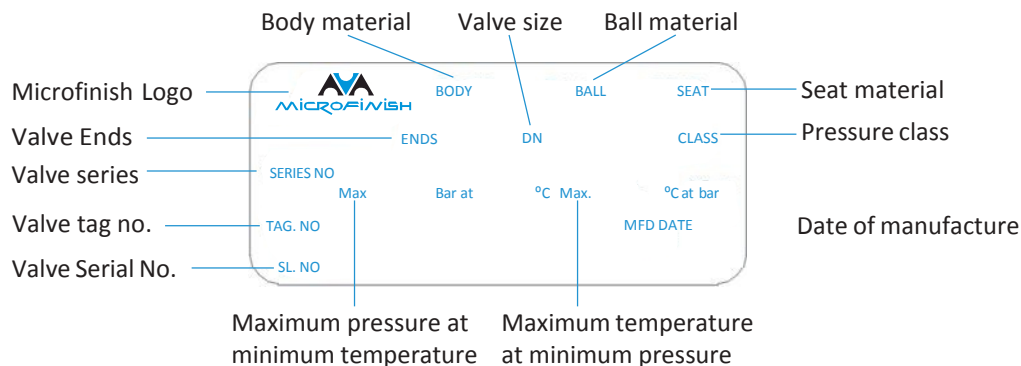 Body material Valve size Ball material
Microfinish Logo MICROFINISH BODY BALL SEAT Seat material
Valve Ends ENDS DN CLASS Pressure class
Valve series SERIES NO
Max Bar at °C Max. °C at bar
Valve tag no. TAG. NO MFD DATE Date of manufacture
Valve Serial No. SL. NO
Maximum pressure at Maximum temperature
minimum temperature at minimum pressure